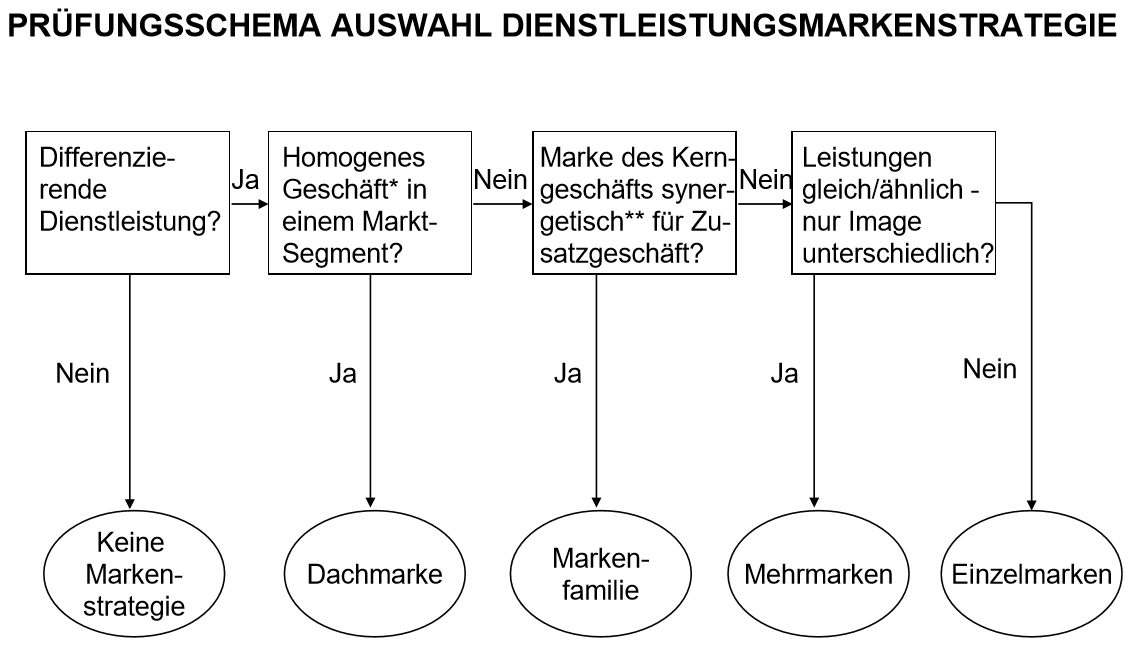 PRÜFUNGSSCHEMA AUSWAHL DIENSTLEISTUNGSMARKENSTRATEGIE
Differenzie-
rende
Dienstleistung?
Ja
Homogenes
Geschäft* in
einem Markt-
Segment?
Nein
Marke des Kern-
geschäfts syner-
getisch** für Zu-
satzgeschäft?
Nein
Leistungen
gleich/ähnlich -
nur Image
unterschiedlich?
Nein
Ja
Ja
Ja
Nein
Keine
Marken-
strategie
Dachmarke
Marken-
familie
Mehrmarken
Einzelmarken